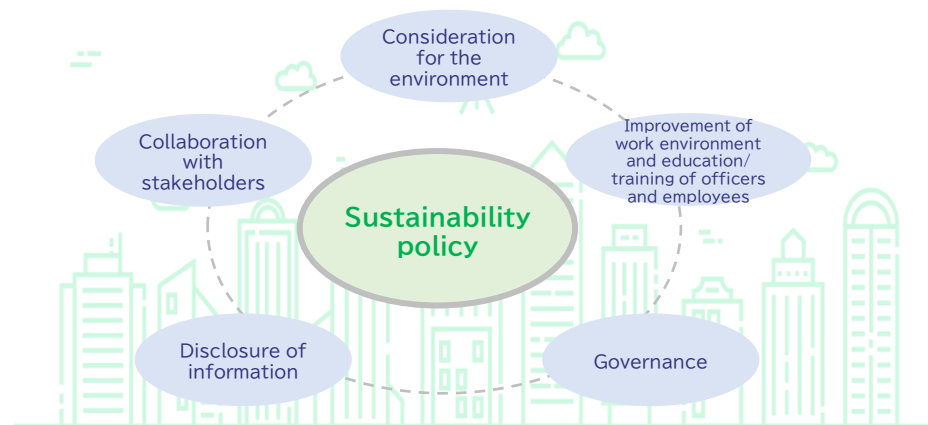 Consideration
for the
environment
Improvement of
work environment
and education/
training of officers
and employees
Collaboration
with
stakeholders
Sustainability
policy
Disclosure of
information
Governance